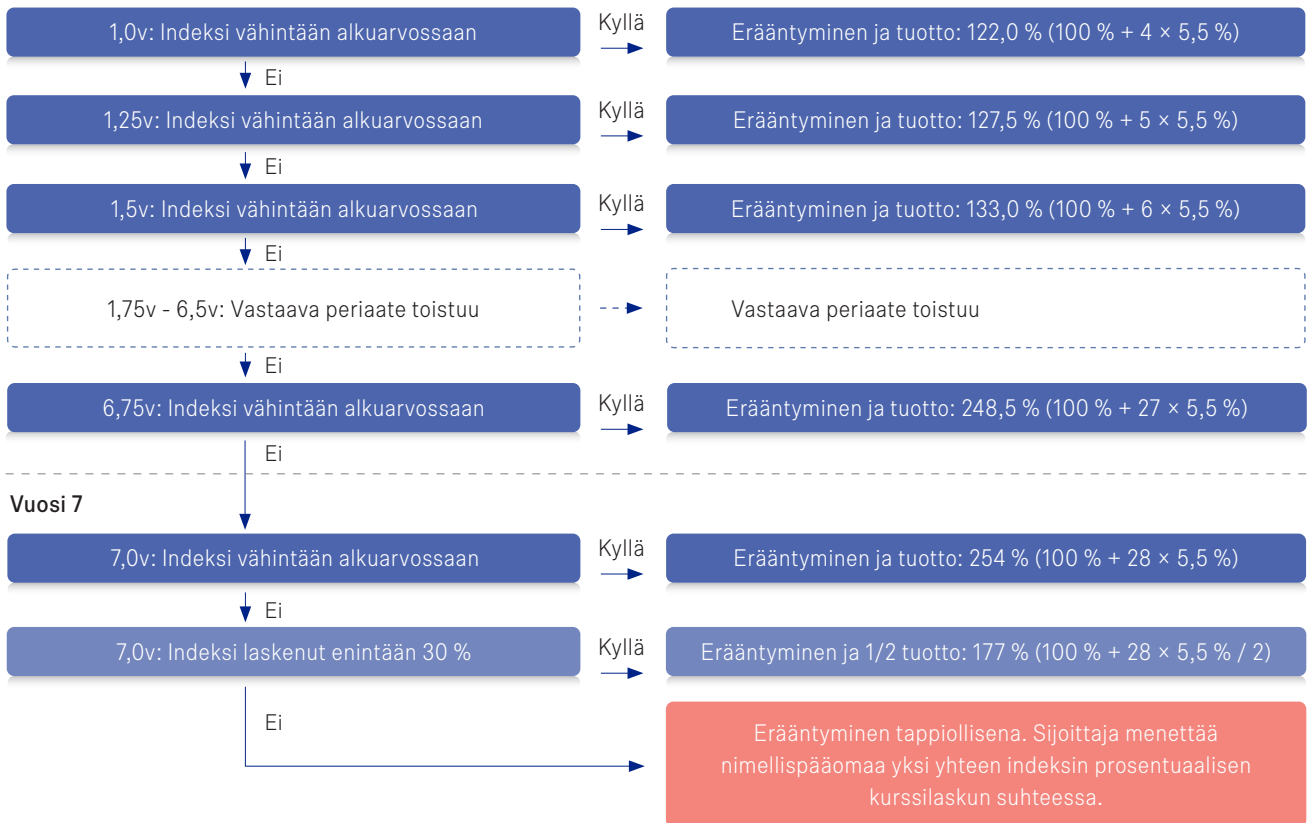 1,0v: Indeksi vähintään alkuarvossaan
Kyllä
Erääntyminen ja tuotto: 122,0 % (100 % + 4 × 5,5 %)
Ei
1,25v: Indeksi vähintään alkuarvossaan
Kyllä
Erääntyminen ja tuotto: 127,5 % (100 % + 5 × 5,5 %)
Ei
1,5v: Indeksi vähintään alkuarvossaan
Kyllä
Erääntyminen ja tuotto: 133,0 % (100 % + 6 × 5,5 %)
Ei
1,75v - 6,5v: Vastaava periaate toistuu
Vastaava periaate toistuu
Ei
6,75v: Indeksi vähintään alkuarvossaan
Kyllä
Erääntyminen ja tuotto: 248,5 % (100 % + 27 × 5,5 %)
Ei
Vuosi 7
7,0v: Indeksi vähintään alkuarvossaan
Kyllä
Erääntyminen ja tuotto: 254 % (100 % + 28 × 5,5 %)
Ei
7,0v: Indeksi laskenut enintään 30 %
Kyllä
Erääntyminen ja 1/2 tuotto: 177 % (100 % + 28 × 5,5 % / 2)
Ei
Erääntyminen tappiollisena. Sijoittaja menettää
nimellispääomaa yksi yhteen indeksin prosentuaalisen
kurssilaskun suhteessa.